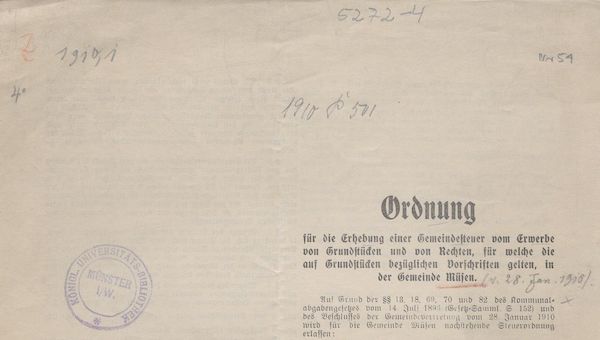 5272-4
1910,1
No 54
4°
1910 P 501
Ordnung
für die Erhebung einer Gemeindesteuer vom Erwerbe
von Grundstücken und von Rechten, für welche die
auf Grundstücken bezüglichen Vorschriften gelten, in
der Gemeinde Müsen. (v. 28. Jan. 1910).
Auf Grund der §§ 13, 18, 69, 70 und 82 des Kommunal-
abgabengesetzes vom 14. Juli 1893 (Gesetz-Samml. S 152) und
des Beschlusses der Gemeindevertretung vom 28. Januar 1910
wird für die Gemeinde Müsen nachstehende Steuerordnung
erlassen:
KÖNIGL. UNIVERSITÄTS-BIBLIOTHEK
MÜNSTER
i/W.